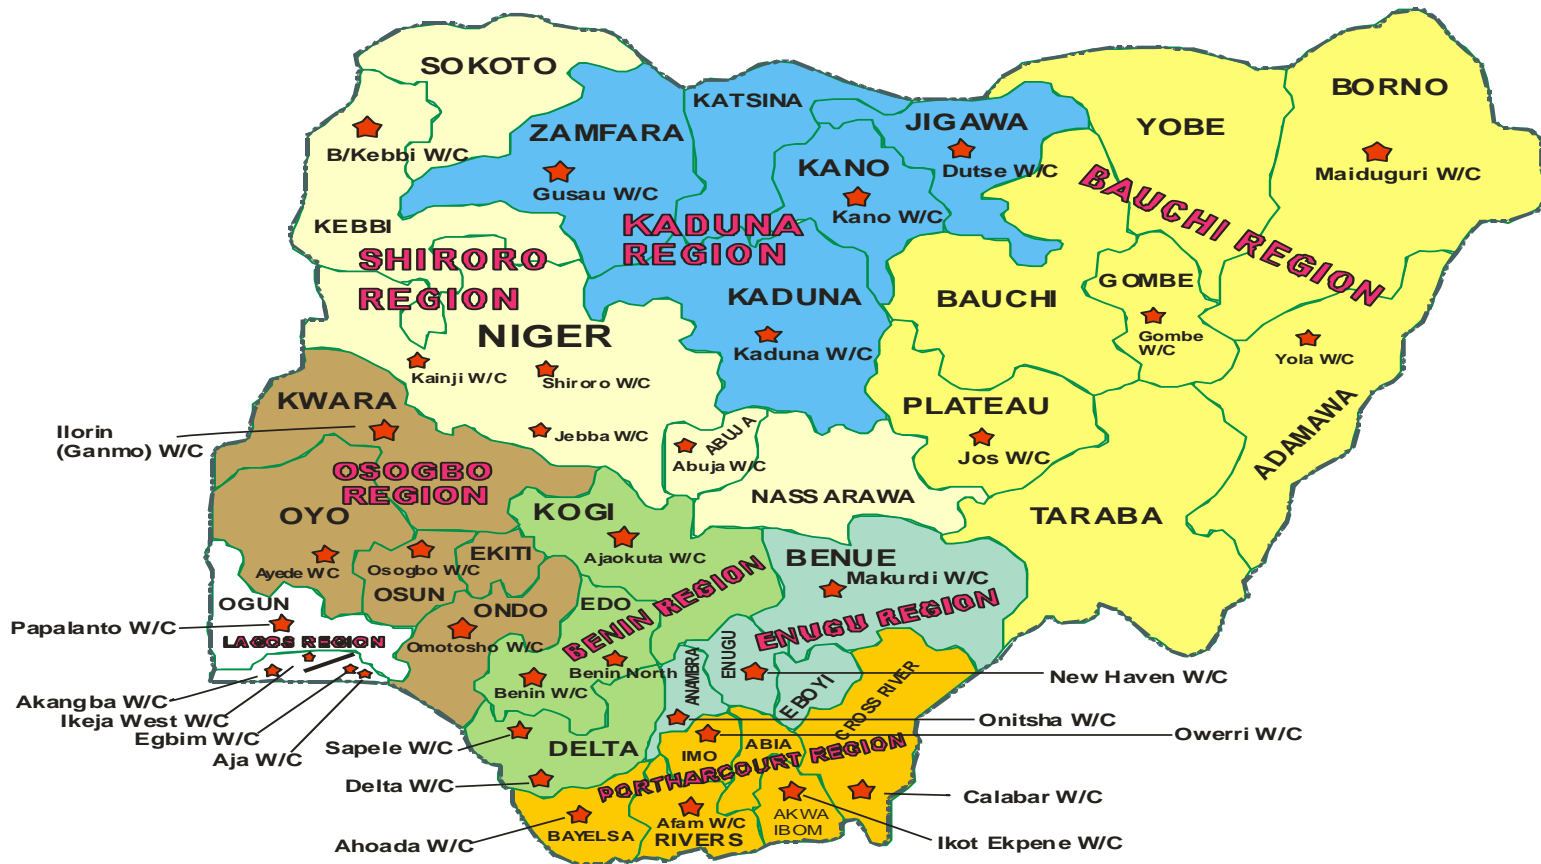 SOKOTO
BORNO
KATSINA
ZAMFARA
JIGAWA
YOBE
B/Kebbi W/C
KANO
Dutse W/C
Maiduguri W/C
Gusau W/C
BAUCHI REGION
KEBBI
KADUNA
REGION
Kano W/C
SHIRORO
REGION
GOMBE
KADUNA
BAUCHI
NIGER
Gombe
W/C
Kaduna W/C
Yola W/C
Kainji W/C
Shiroro W/C
KWARA
PLATEAU
ADAMAWA
Ilorin
(Ganmo) W/C
Jebba W/C
ABUJA
Abuja W/C
Jos W/C
OSOGBO
REGION
NASSARAWA
OYO
KOGI
TARABA
Ajaokuta W/C
BENUE
EKITI
Ayede W/C
Osogbo W/C
Makurdi W/C
OSUN
OGUN
ONDO
EDO
BENIN REGION
ENUGU REGION
Papalanto W/C
LAGOS REGION
Omotosho W/C
Benin North
ENUGU
ANAMBRA
EBOYI
CROSS RIVER
New Haven W/C
Benin W/C
Akangba W/C
Ikeja West W/C
Egbim W/C
Aja W/C
Onitsha W/C
Owerri W/C
Sapele W/C
DELTA
IMO
ABIA
PORTHARCOURT REGION
Delta W/C
Calabar W/C
Afam W/C
RIVERS
AKWA
IBOM
BAYELSA
Ahoada W/C
Ikot Ekpene W/C